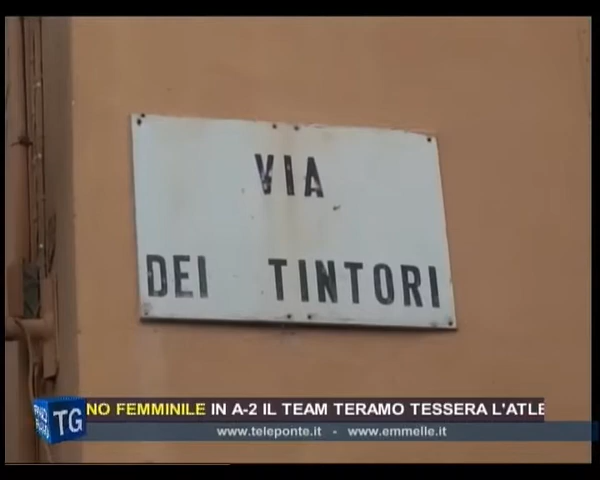 VIA
DEI TINTORI
TG
NO FEMMINILE IN A-2 IL TEAM TERAMO TESSERA L'ATLE
www.teleponte.it - www.emmelle.it